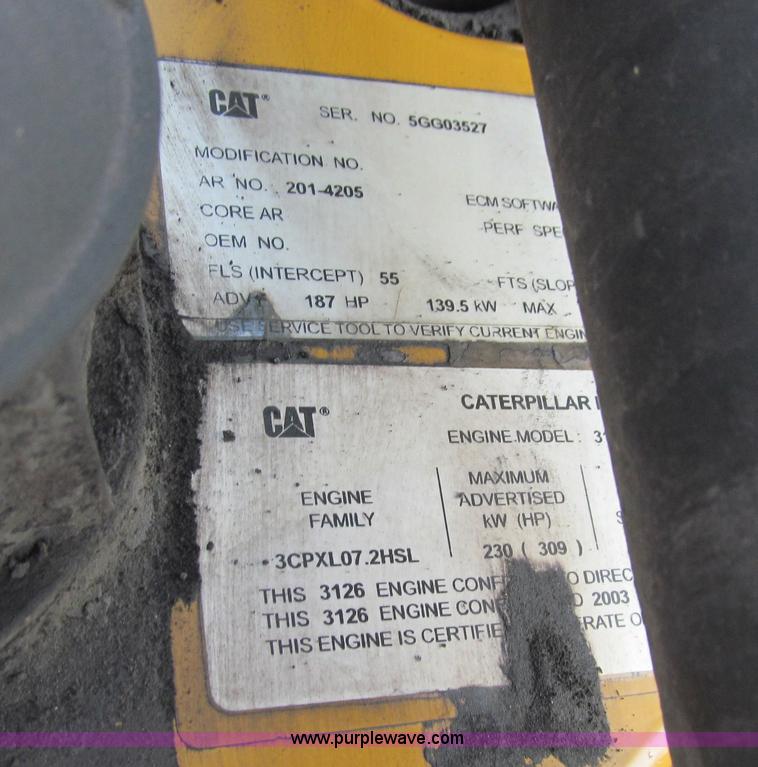 CAT® SER. NO. 5GG03527
MODIFICATION NO.
AR NO. 201-4205 ECM SOFTWA
CORE AR PERF SPE
OEM NO.
FLS (INTERCEPT) 55 FTS (SLOP
ADV 187 HP 139.5 kW MAX
USE SERVICE TOOL TO VERIFY CURRENT ENGIN
CAT® CATERPILLAR
ENGINE MODEL: 31
ENGINE FAMILY
MAXIMUM ADVERTISED kW (HP)
3CPXL07.2HSL 230 ( 309 )
THIS 3126 ENGINE CONF O DIREC
THIS 3126 ENGINE CON O 2003
THIS ENGINE IS CERTIFIE ERATE O
www.purplewave.com